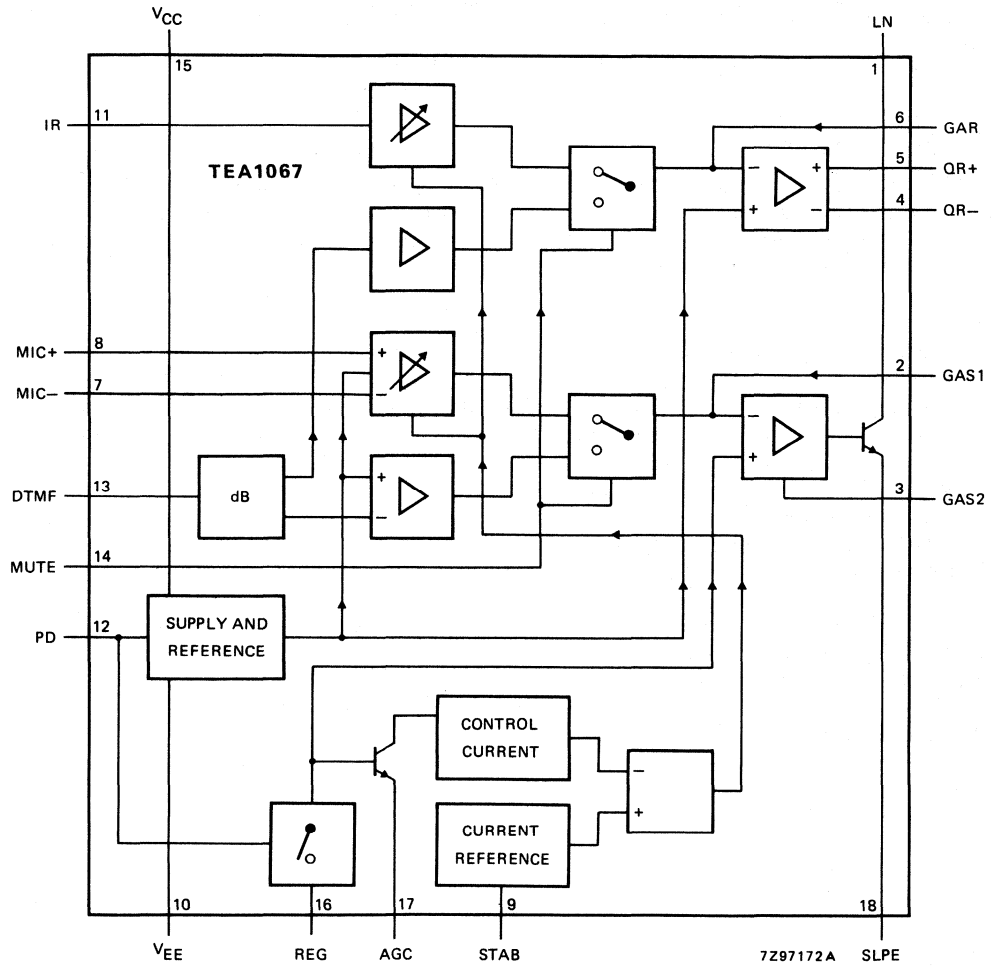 VCC
LN
15
1
IR
11
6
GAR
TEA1067
−
+
5
QR+
+
−
4
QR−
MIC+
8
+
2
GAS1
MIC−
7
−
−
+
DTMF
13
dB
+
−
3
GAS2
MUTE
14
PD
12
SUPPLY AND
REFERENCE
CONTROL
CURRENT
−
+
CURRENT
REFERENCE
10
16
17
9
18
VEE
REG
AGC
STAB
7Z97172A
SLPE